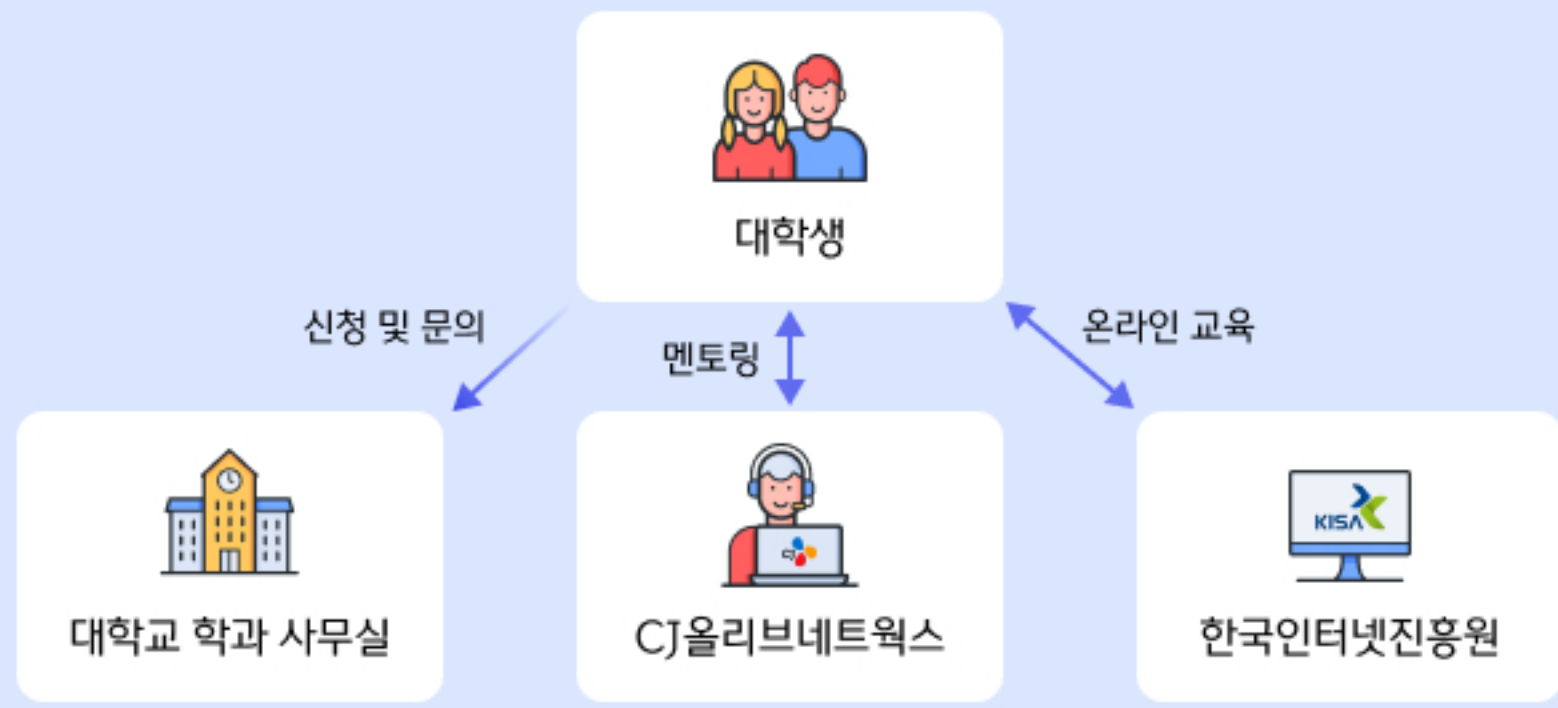 대학생
신청 및 문의
멘토링
온라인 교육
CJ
KISA
대학교 학과 사무실
CJ올리브네트웍스
한국인터넷진흥원